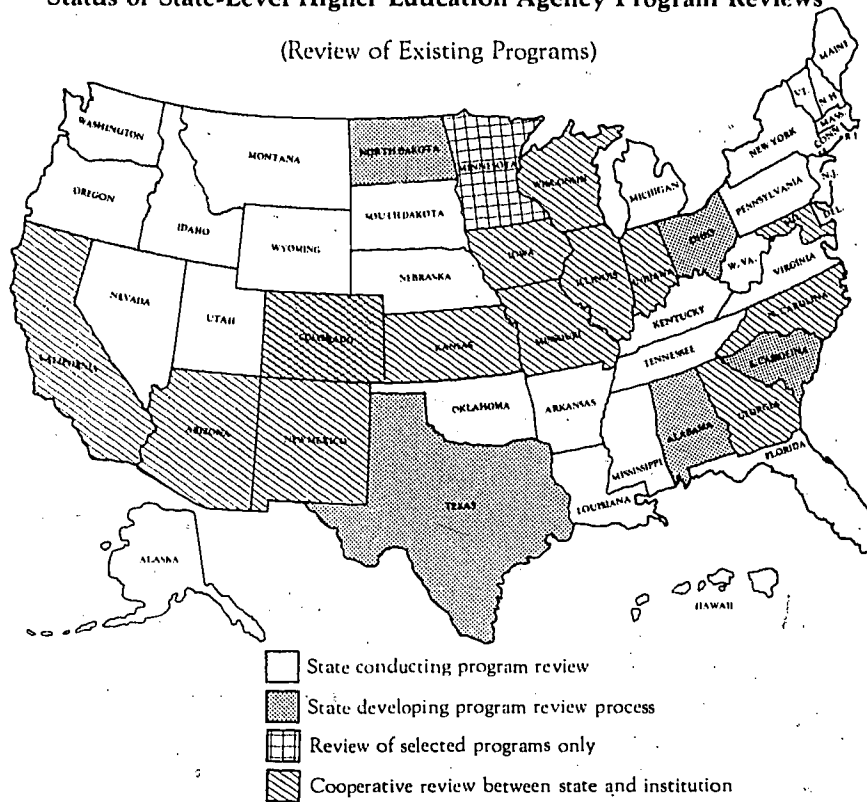 Status of State-Level Higher Education Agency Program Reviews
(Review of Existing Programs)
WASHINGTON
OREGON
IDAHO
MONTANA
WYOMING
NEVADA
UTAH
CALIFORNIA
ARIZONA
COLORADO
NEW MEXICO
NORTH DAKOTA
SOUTH DAKOTA
NEBRASKA
KANSAS
OKLAHOMA
TEXAS
MINNESOTA
IOWA
MISSOURI
ARKANSAS
LOUISIANA
WISCONSIN
ILLINOIS
INDIANA
MICHIGAN
OHIO
KENTUCKY
TENNESSEE
MISSISSIPPI
ALABAMA
GEORGIA
FLORIDA
S. CAROLINA
N. CAROLINA
VIRGINIA
W. VA.
PENNSYLVANIA
NEW YORK
VT.
N.H.
MAINE
MASS.
CONN.
R.I.
N.J.
DEL.
ALASKA
HAWAII
State conducting program review
State developing program review process
Review of selected programs only
Cooperative review between state and institution